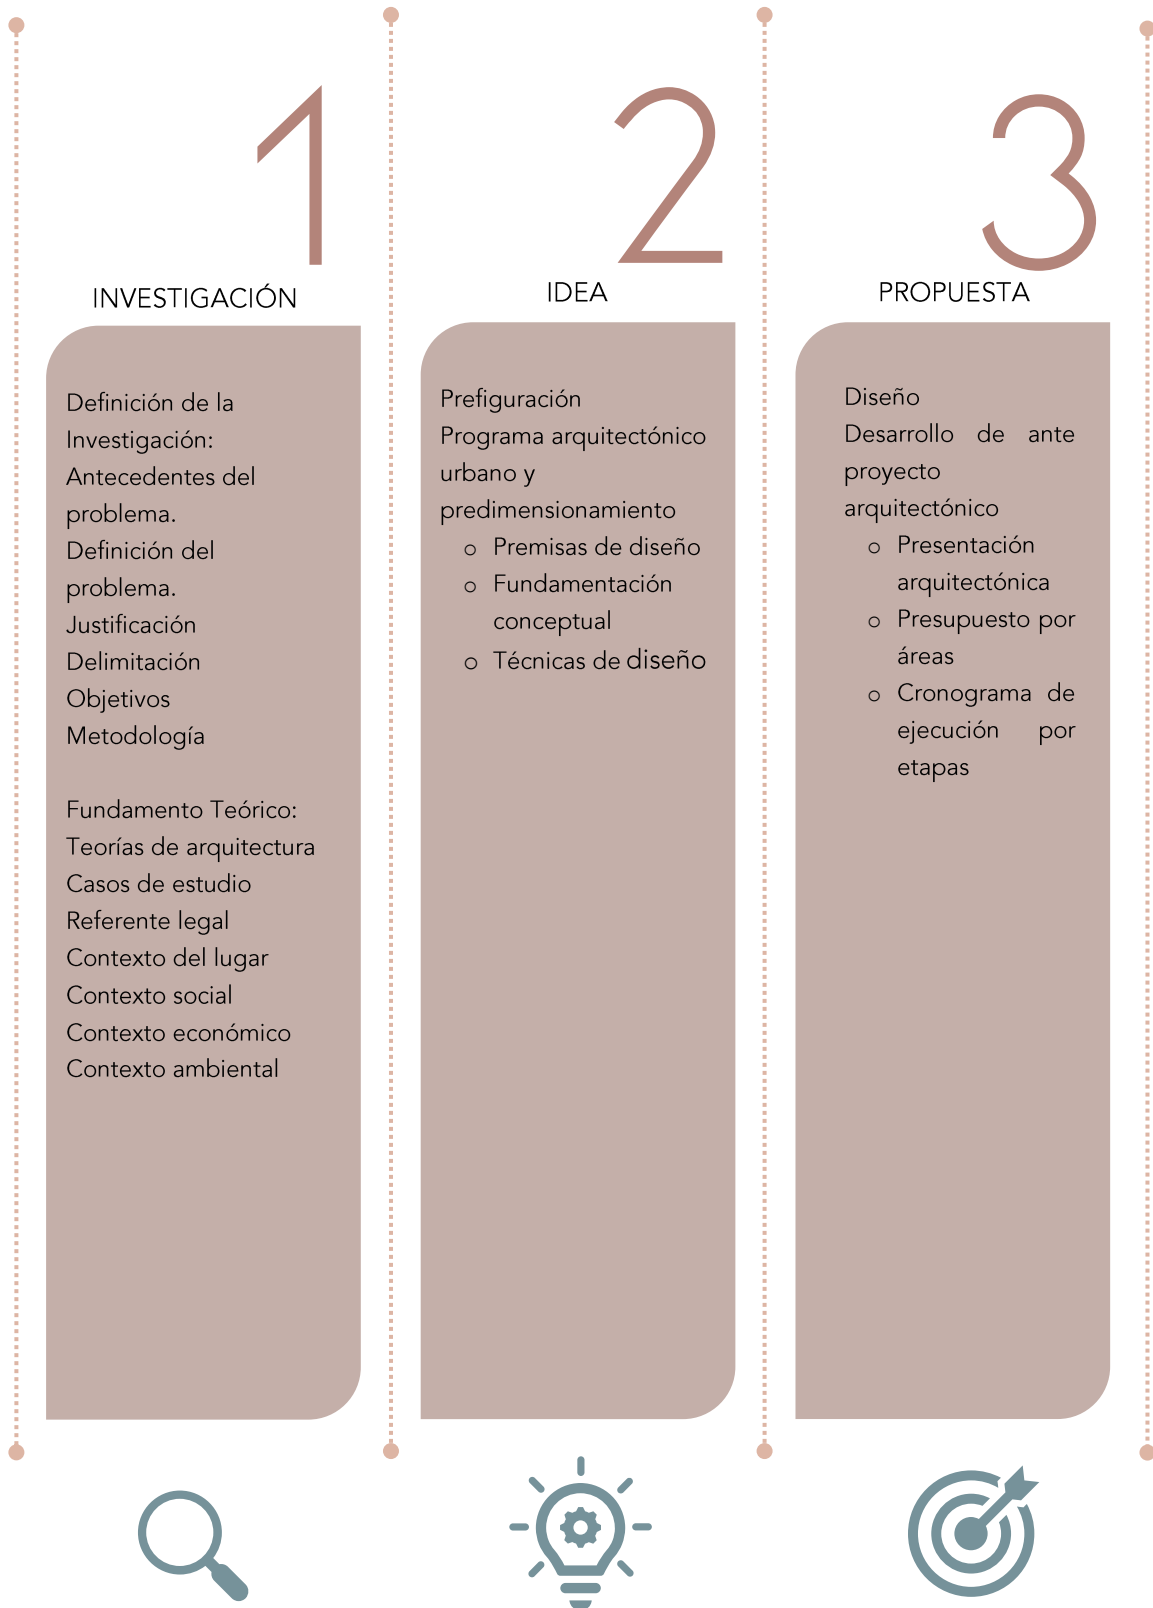 1
INVESTIGACIÓN
Definición de la
Investigación:
Antecedentes del
problema.
Definición del
problema.
Justificación
Delimitación
Objetivos
Metodología
Fundamento Teórico:
Teorías de arquitectura
Casos de estudio
Referente legal
Contexto del lugar
Contexto social
Contexto económico
Contexto ambiental
2
IDEA
Prefiguración
Programa arquitectónico
urbano y
predimensionamiento
o Premisas de diseño
o Fundamentación
conceptual
o Técnicas de diseño
3
PROPUESTA
Diseño
Desarrollo de ante
proyecto
arquitectónico
o Presentación
arquitectónica
o Presupuesto por
áreas
o Cronograma de
ejecución por
etapas